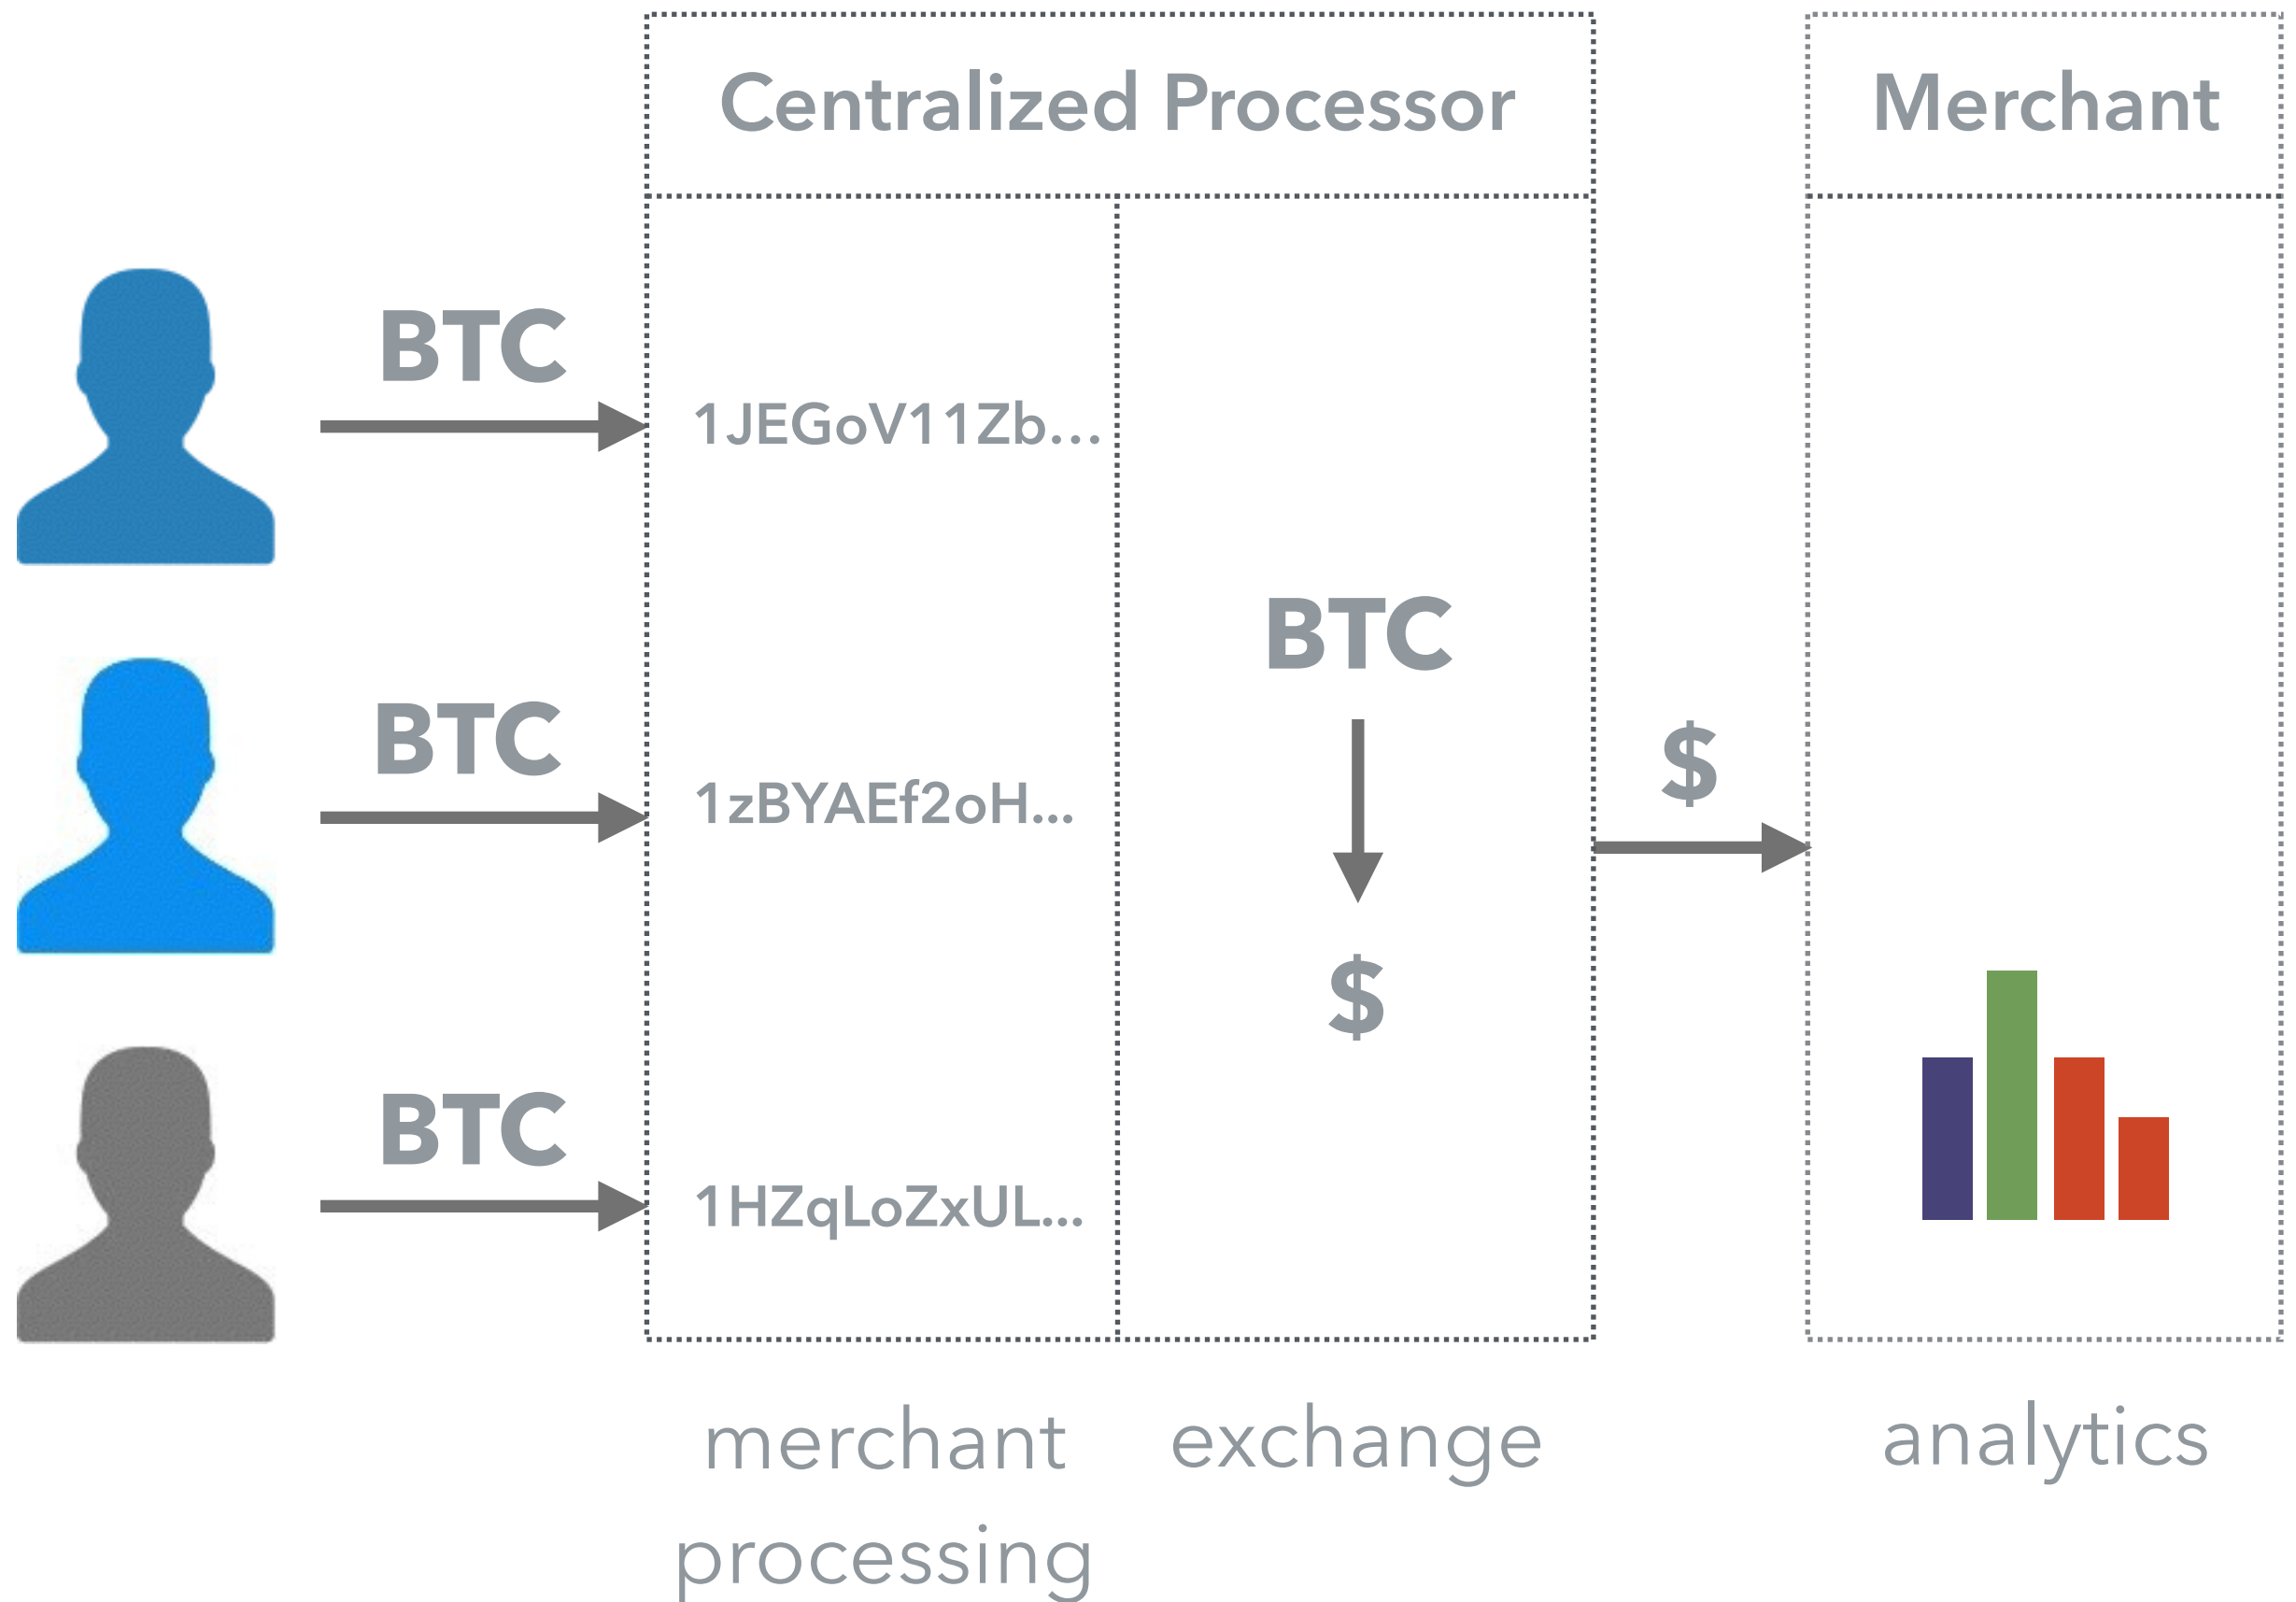 Centralized Processor
Merchant
BTC
1JEGoV11Zb...
BTC
1zBYAEf2oH...
BTC
1HZqLoZxUL...
BTC
$
$
merchant
processing
exchange
analytics